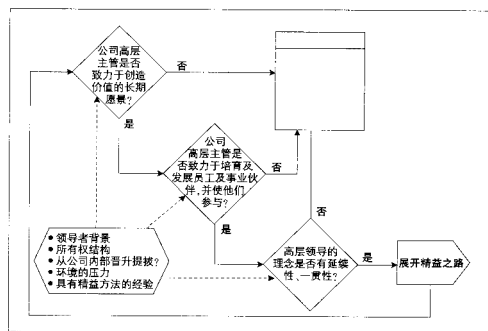 公司高层
主管是否
致力于创造
价值的长期
愿景?
否
是
公司
高层主管是
否致力于培育及
发展员工及事业伙
伴,并使他们
参与?
否
是
否
• 领导者背景
• 所有权结构
• 从公司内部晋升提拔?
• 环境的压力
• 具有精益方法的经验
高层领导的
理念是否有延续
性、一贯性?
是
展开精益之路